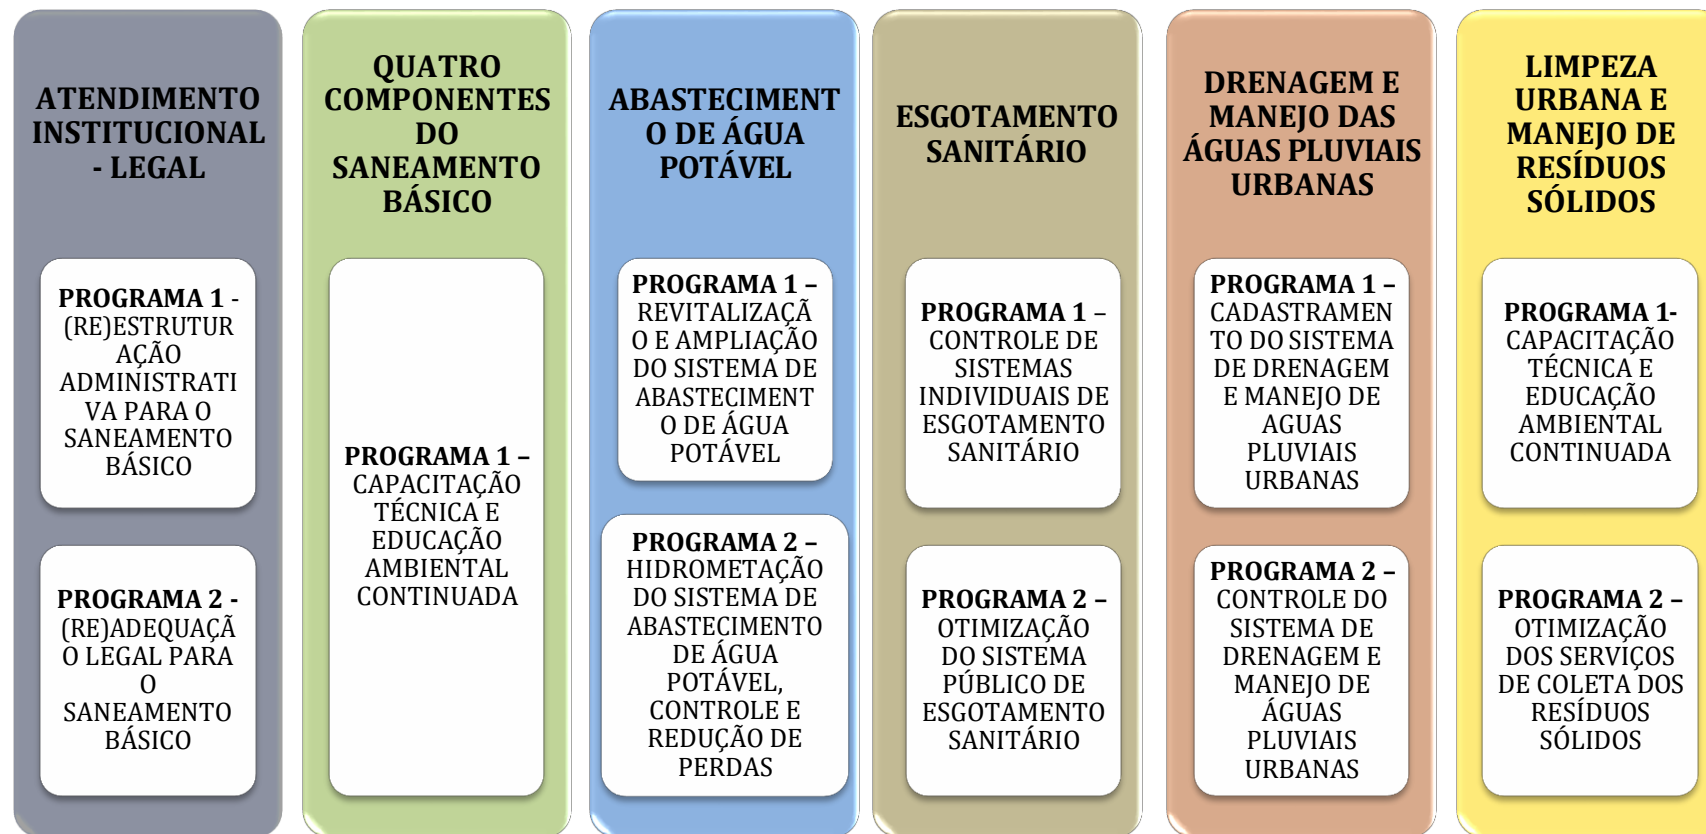 ATENDIMENTO
INSTITUCIONAL
- LEGAL
PROGRAMA 1 -
(RE)ESTRUTUR
AÇÃO
ADMINISTRATI
VA PARA O
SANEAMENTO
BÁSICO
PROGRAMA 2 -
(RE)ADEQUAÇÃ
O LEGAL PARA
O
SANEAMENTO
BÁSICO
QUATRO
COMPONENTES
DO
SANEAMENTO
BÁSICO
PROGRAMA 1 –
CAPACITAÇÃO
TÉCNICA E
EDUCAÇÃO
AMBIENTAL
CONTINUADA
ABASTECIMENT
O DE ÁGUA
POTÁVEL
PROGRAMA 1 –
REVITALIZAÇÃ
O E AMPLIAÇÃO
DO SISTEMA DE
ABASTECIMENT
O DE ÁGUA
POTÁVEL
PROGRAMA 2 –
HIDROMETAÇÃO
DO SISTEMA DE
ABASTECIMENTO
DE ÁGUA
POTÁVEL,
CONTROLE E
REDUÇÃO DE
PERDAS
ESGOTAMENTO
SANITÁRIO
PROGRAMA 1 –
CONTROLE DE
SISTEMAS
INDIVIDUAIS DE
ESGOTAMENTO
SANITÁRIO
PROGRAMA 2 –
OTIMIZAÇÃO
DO SISTEMA
PÚBLICO DE
ESGOTAMENTO
SANITÁRIO
DRENAGEM E
MANEJO DAS
ÁGUAS PLUVIAIS
URBANAS
PROGRAMA 1 –
CADASTRAMEN
TO DO SISTEMA
DE DRENAGEM
E MANEJO DE
AGUAS
PLUVIAIS
URBANAS
PROGRAMA 2 –
CONTROLE DO
SISTEMA DE
DRENAGEM E
MANEJO DE
ÁGUAS
PLUVIAIS
URBANAS
LIMPEZA
URBANA E
MANEJO DE
RESÍDUOS
SÓLIDOS
PROGRAMA 1-
CAPACITAÇÃO
TÉCNICA E
EDUCAÇÃO
AMBIENTAL
CONTINUADA
PROGRAMA 2 –
OTIMIZAÇÃO
DOS SERVIÇOS
DE COLETA DOS
RESÍDUOS
SÓLIDOS